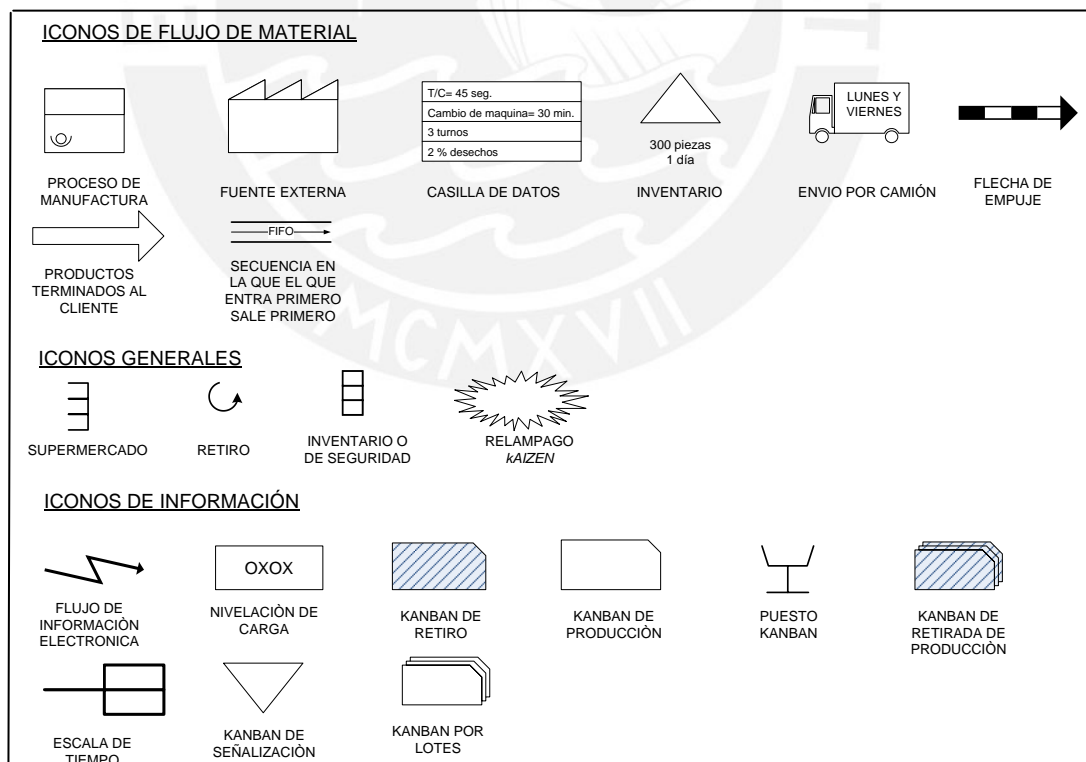 ICONOS DE FLUJO DE MATERIAL
T/C= 45 seg.
Cambio de maquina= 30 min.
3 turnos
2 % desechos
300 piezas
1 día
LUNES Y
VIERNES
PROCESO DE
MANUFACTURA
FUENTE EXTERNA
CASILLA DE DATOS
INVENTARIO
ENVIO POR CAMIÓN
FLECHA DE
EMPUJE
FIFO
PRODUCTOS
TERMINADOS AL
CLIENTE
SECUENCIA EN
LA QUE EL QUE
ENTRA PRIMERO
SALE PRIMERO
MCMXVII
ICONOS GENERALES
SUPERMERCADO
RETIRO
INVENTARIO O
DE SEGURIDAD
RELAMPAGO
kAIZEN
ICONOS DE INFORMACIÓN
OXOX
FLUJO DE
INFORMACIÒN
ELECTRONICA
NIVELACIÒN DE
CARGA
KANBAN DE
RETIRO
KANBAN DE
PRODUCCIÒN
PUESTO
KANBAN
KANBAN DE
RETIRADA DE
PRODUCCIÒN
ESCALA DE
TIEMPO
KANBAN DE
SEÑALIZACIÒN
KANBAN POR
LOTES